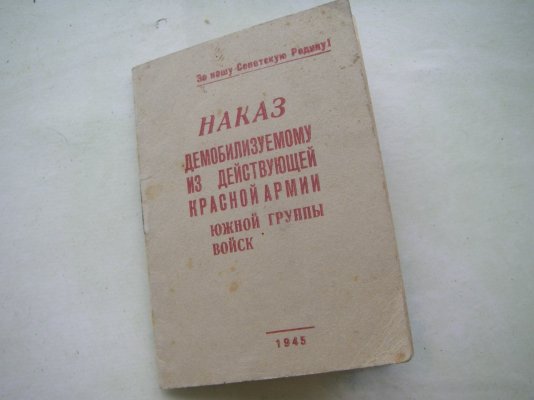 За нашу Советскую Родину!
НАКАЗ
ДЕМОБИЛИЗУЕМОМУ
ИЗ ДЕЙСТВУЮЩЕЙ
КРАСНОЙ АРМИИ
ЮЖНОЙ ГРУППЫ
ВОЙСК
1945